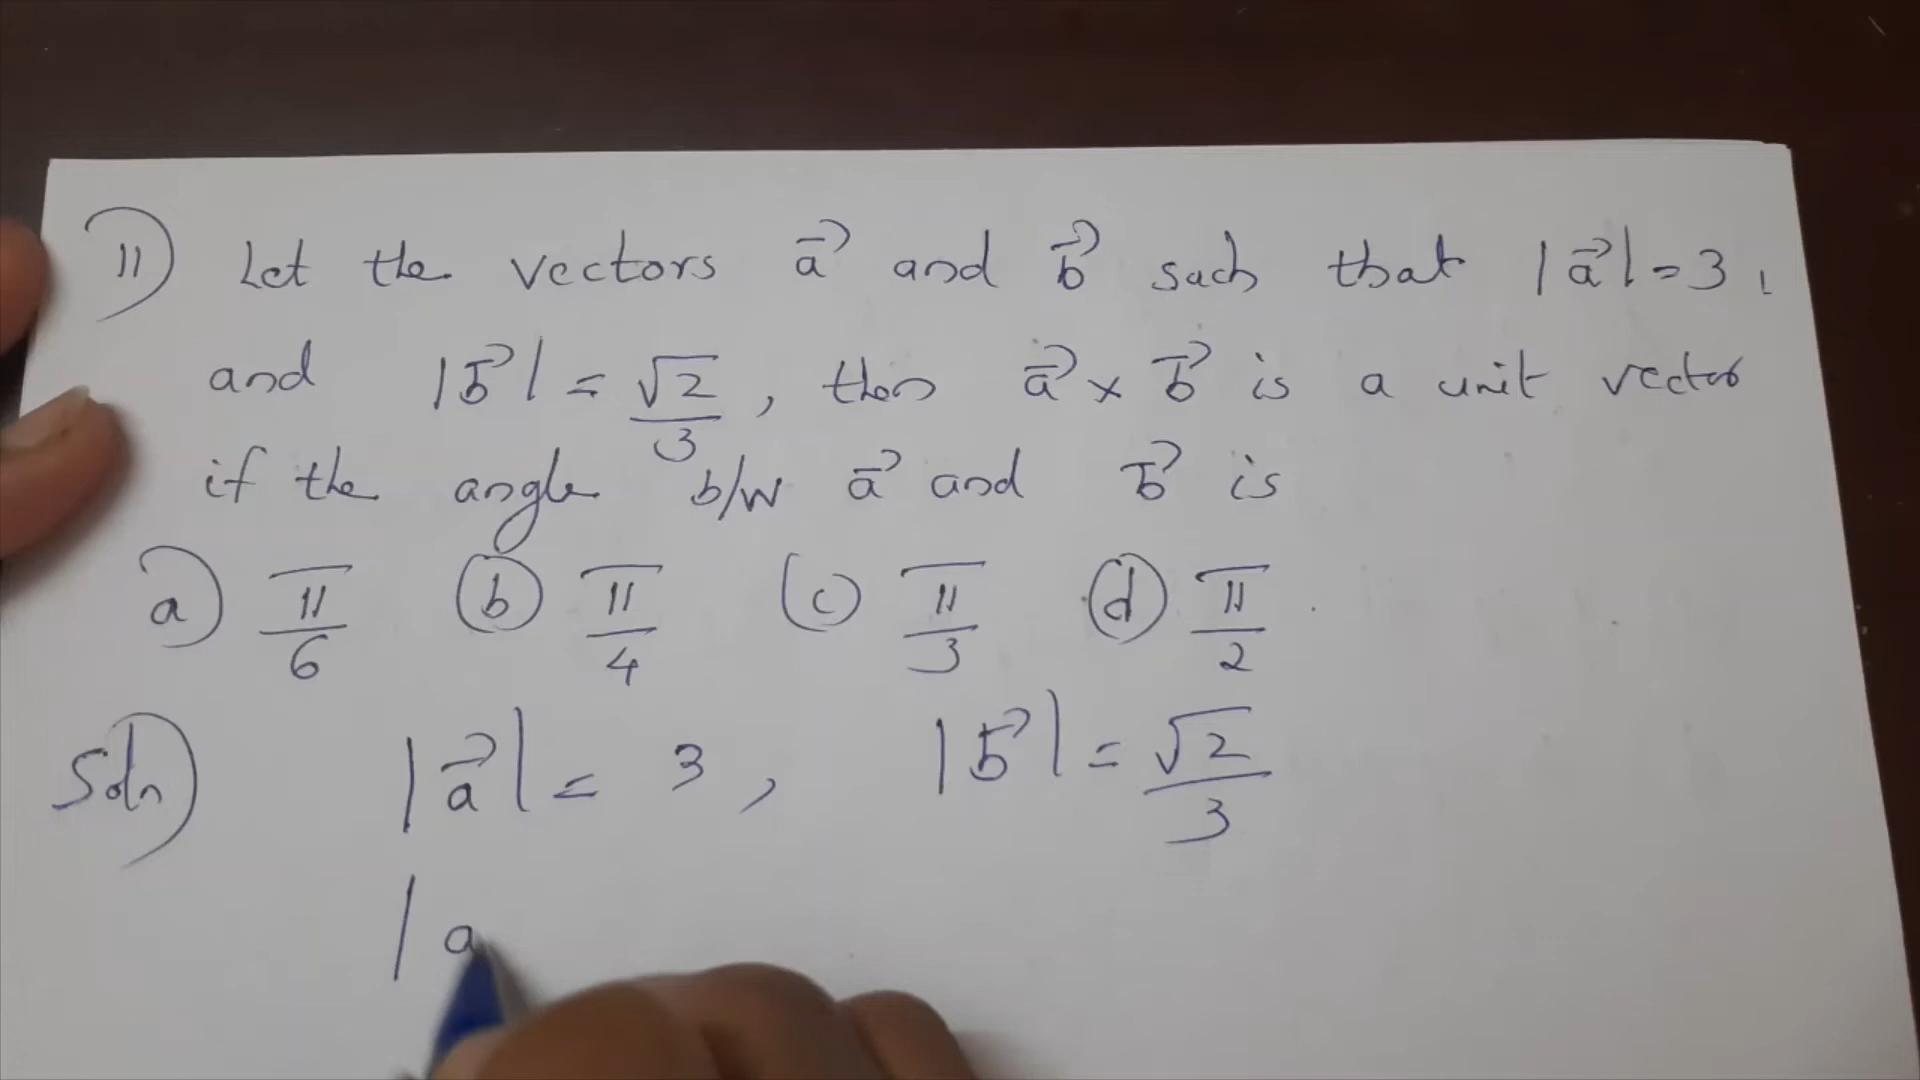 11) Let the vectors a⃗ and b⃗ such that |a⃗| = 3,
and |b⃗| = √2/3, then a⃗ × b⃗ is a unit vector
if the angle b/w a⃗ and b⃗ is
a) π/6 (b) π/4 (c) π/3 (d) π/2
Soln) |a⃗| = 3, |b⃗| = √2/3
| a